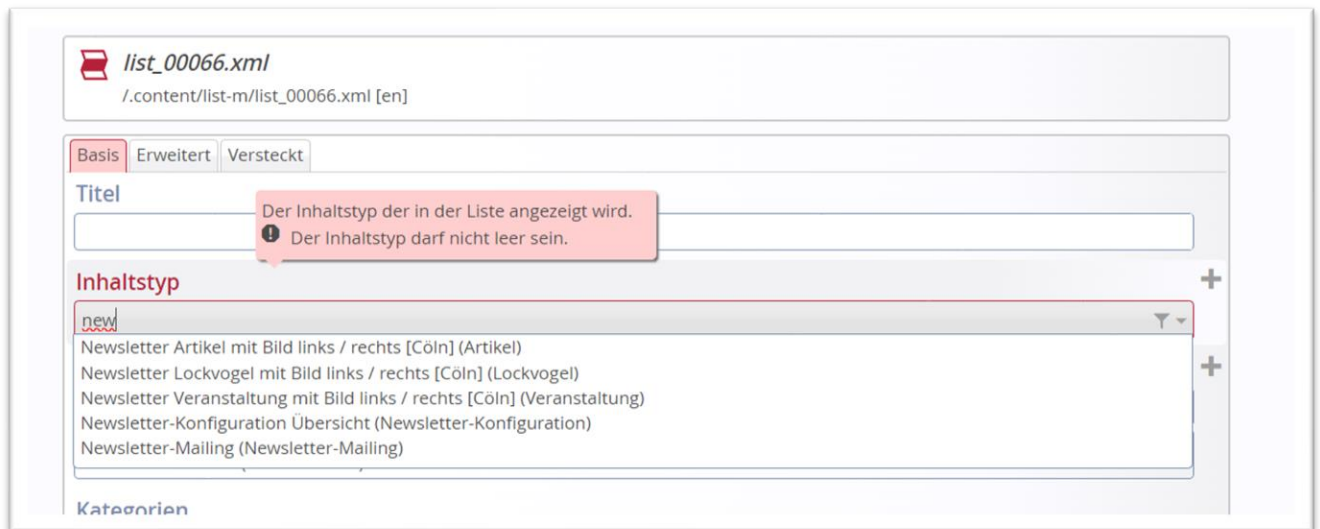 list_00066.xml
/.content/list-m/list_00066.xml [en]
Basis Erweitert Versteckt
Titel
Der Inhaltstyp der in der Liste angezeigt wird.
Der Inhaltstyp darf nicht leer sein.
Inhaltstyp
new
Newsletter Artikel mit Bild links / rechts [Cöln] (Artikel)
Newsletter Lockvogel mit Bild links / rechts [Cöln] (Lockvogel)
Newsletter Veranstaltung mit Bild links / rechts [Cöln] (Veranstaltung)
Newsletter-Konfiguration Übersicht (Newsletter-Konfiguration)
Newsletter-Mailing (Newsletter-Mailing)
Kategorien